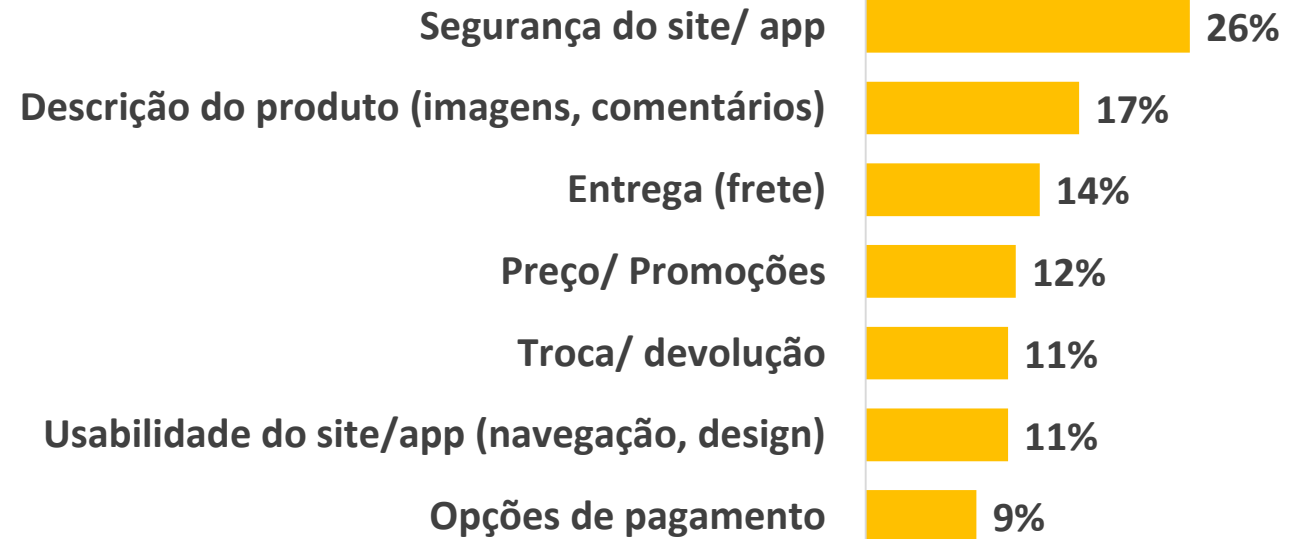 Segurança do site/ app 26%
Descrição do produto (imagens, comentários) 17%
Entrega (frete) 14%
Preço/ Promoções 12%
Troca/ devolução 11%
Usabilidade do site/app (navegação, design) 11%
Opções de pagamento 9%